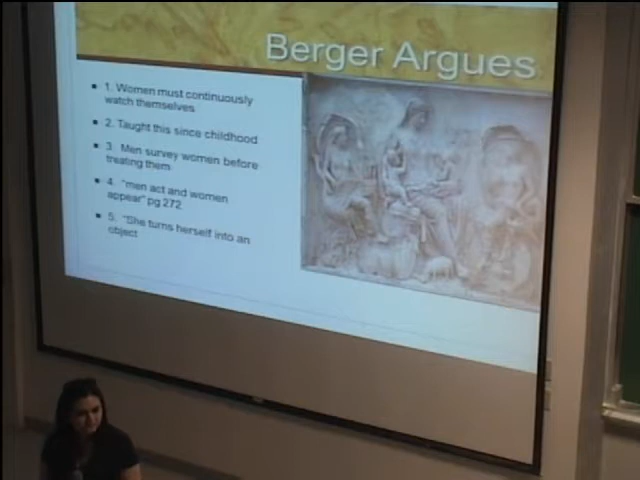 Berger Argues
1. Women must continuously
watch themselves
2. Taught this since childhood
3. Men survey women before
treating them
4. "men act and women
appear" pg 272
5. "She turns herself into an
object